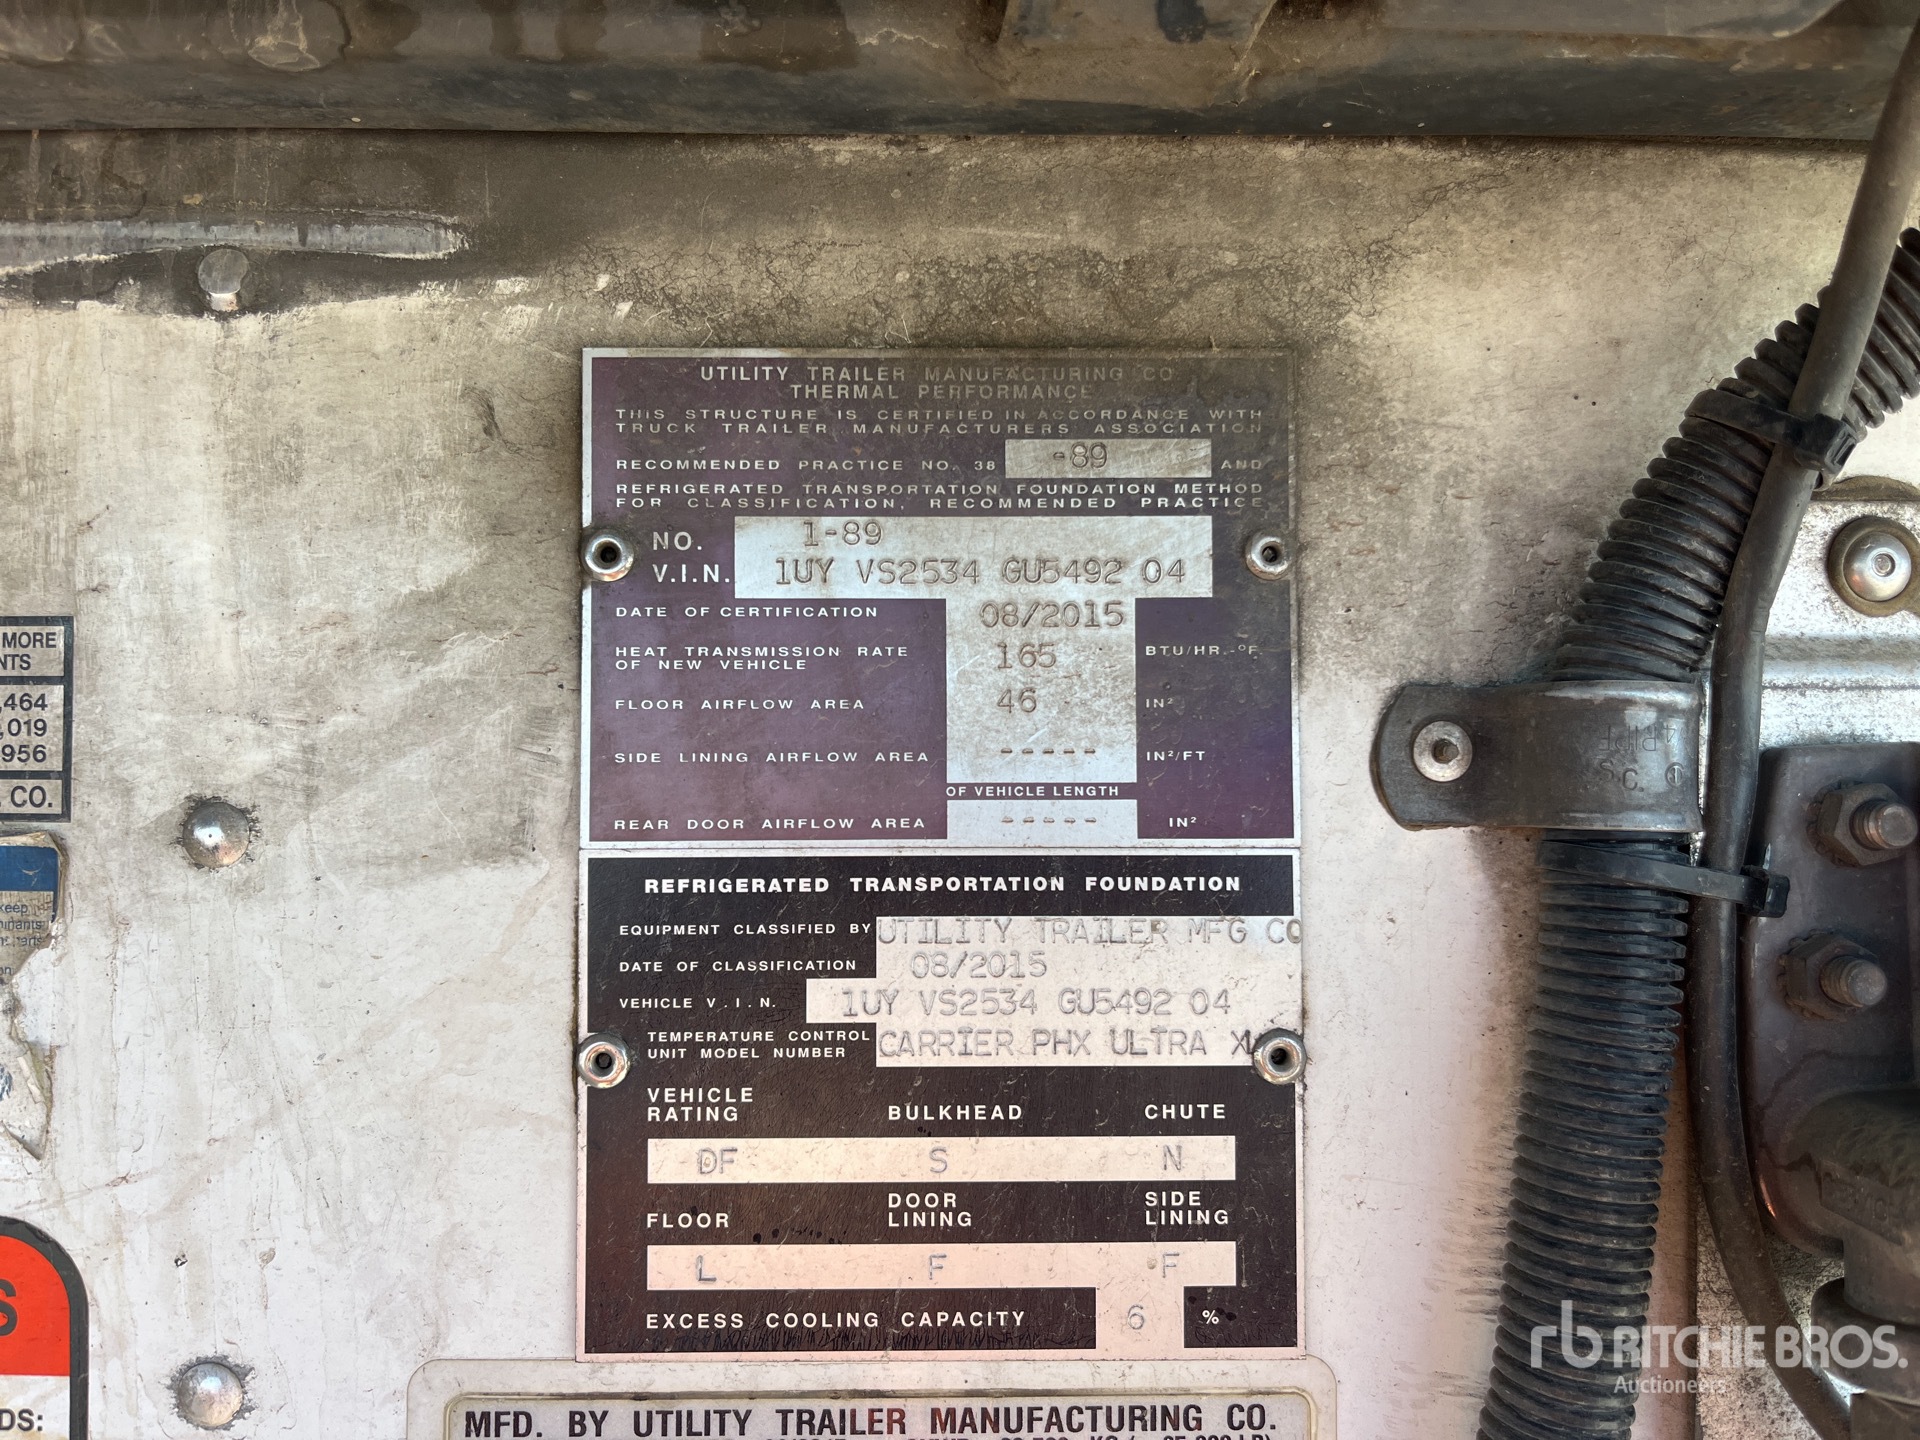 UTILITY TRAILER MANUFACTURING CO
THERMAL PERFORMANCE
THIS STRUCTURE IS CERTIFIED IN ACCORDANCE WITH
TRUCK TRAILER MANUFACTURERS ASSOCIATION
RECOMMENDED PRACTICE NO. 38 -89 AND
REFRIGERATED TRANSPORTATION FOUNDATION METHOD
FOR CLASSIFICATION, RECOMMENDED PRACTICE
NO. 1-89
V.I.N. 1UY VS2534 GU5492 04
DATE OF CERTIFICATION 08/2015
HEAT TRANSMISSION RATE
OF NEW VEHICLE 165 BTU/HR.-°F.
FLOOR AIRFLOW AREA 46 IN²
SIDE LINING AIRFLOW AREA ----- IN²/FT
OF VEHICLE LENGTH
REAR DOOR AIRFLOW AREA ----- IN²
REFRIGERATED TRANSPORTATION FOUNDATION
EQUIPMENT CLASSIFIED BY UTILITY TRAILER MFG CO
DATE OF CLASSIFICATION 08/2015
VEHICLE V.I.N. 1UY VS2534 GU5492 04
TEMPERATURE CONTROL
UNIT MODEL NUMBER CARRIER PHX ULTRA
VEHICLE
RATING BULKHEAD CHUTE
DF S N
FLOOR DOOR
LINING SIDE
LINING
L F F
EXCESS COOLING CAPACITY 6 %
MFD. BY UTILITY TRAILER MANUFACTURING CO.
MORE
NTS
,464
,019
956
CO.
keep
S
DS:
rb RITCHIE BROS.
Auctioneers